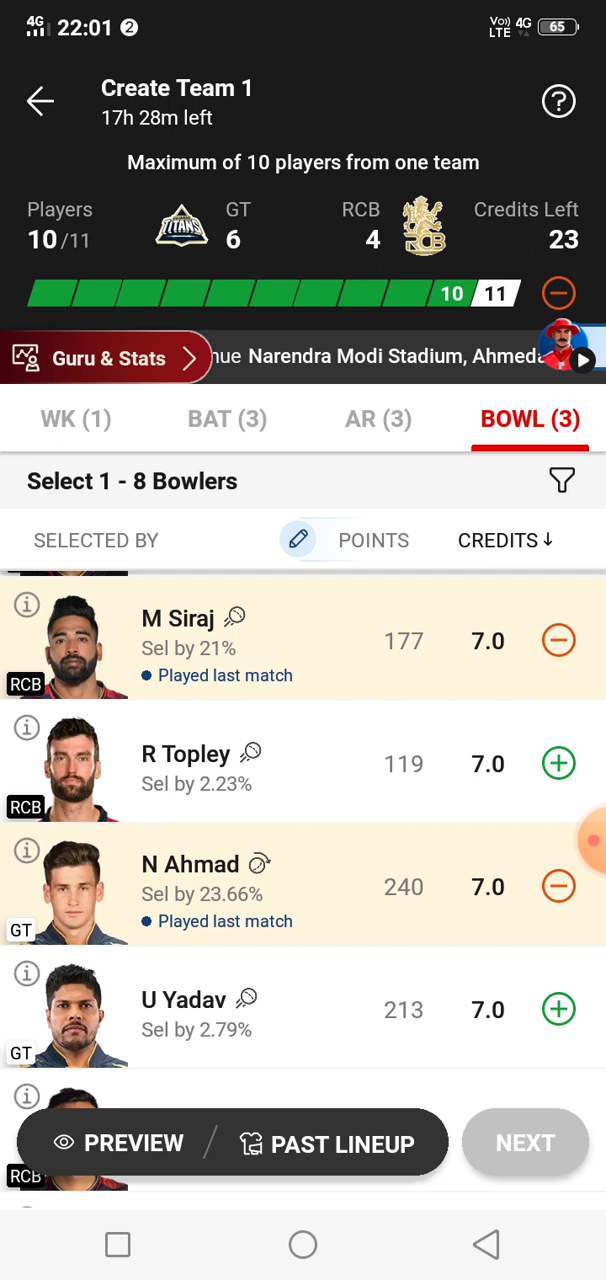 4G 22:01 2 Vo)) LTE 4G 65
Create Team 1
17h 28m left
?
Maximum of 10 players from one team
Players GT RCB Credits Left
10/11 TITANS 6 4 RCB 23
10 11
Guru & Stats nue Narendra Modi Stadium, Ahmeda
WK (1) BAT (3) AR (3) BOWL (3)
Select 1 - 8 Bowlers
SELECTED BY POINTS CREDITS↓
M Siraj
Sel by 21% 177 7.0
Played last match
RCB
R Topley
119 7.0
Sel by 2.23%
RCB
N Ahmad
Sel by 23.66% 240 7.0
Played last match
GT
U Yadav
213 7.0
Sel by 2.79%
GT
PREVIEW / PAST LINEUP NEXT
RCB